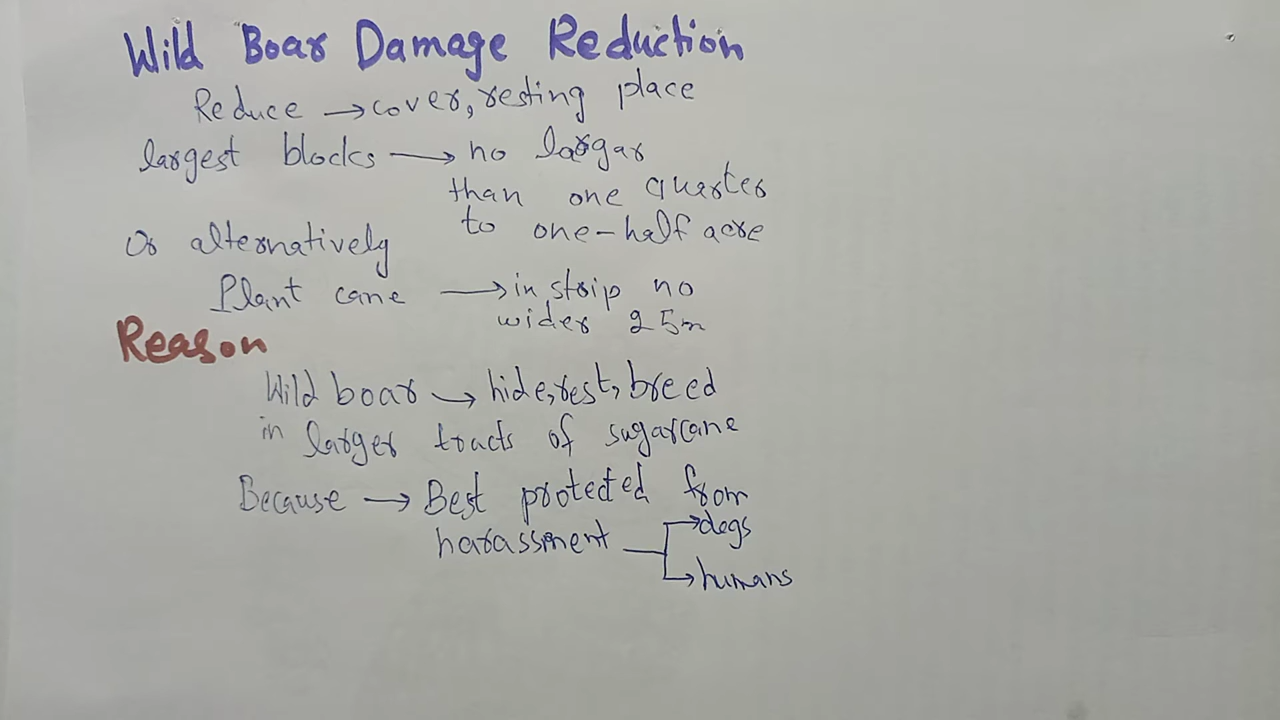 Wild Boar Damage Reduction
Reduce → cover, resting place
largest blocks → no largar
than one quarter
to one-half acre
Or alternatively
Plant cane → in strip no
wider 25m
Reason
Wild boar → hide, rest, breed
in larger tracts of sugarcane
Because → Best protected from
harassment → dogs
→ humans